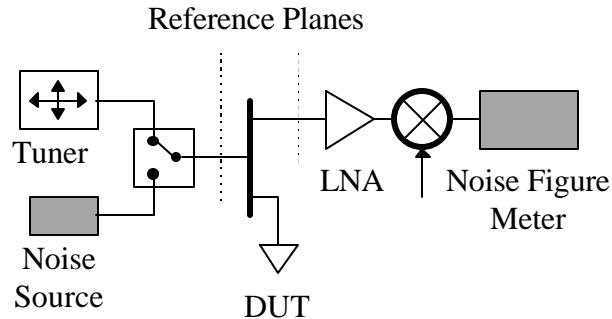 Reference Planes
Tuner
LNA
Noise Figure
Meter
Noise
Source
DUT